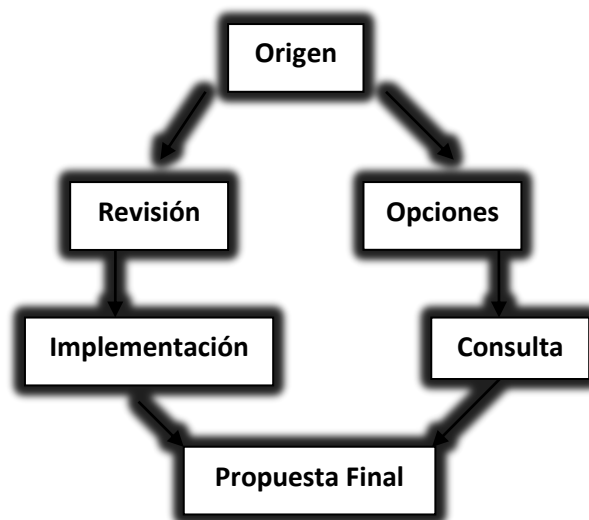 Origen
Revisión
Opciones
Implementación
Consulta
Propuesta Final